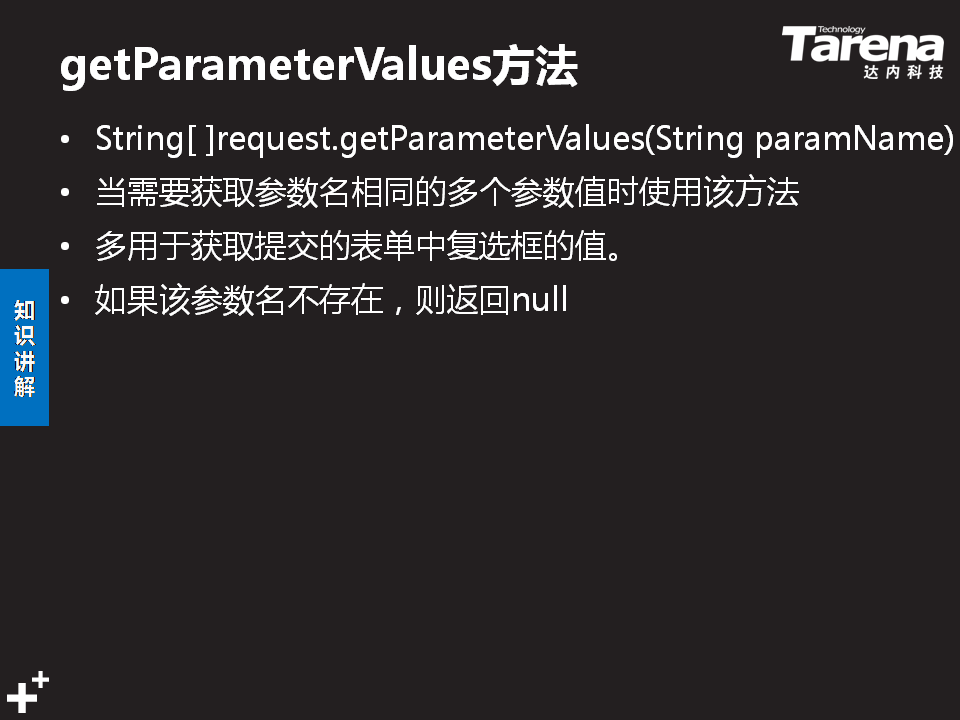 getParameterValues方法
Technology
Tarena
达内科技
• String[ ]request.getParameterValues(String paramName)
• 当需要获取参数名相同的多个参数值时使用该方法
• 多用于获取提交的表单中复选框的值。
• 如果该参数名不存在，则返回null
知
识
讲
解